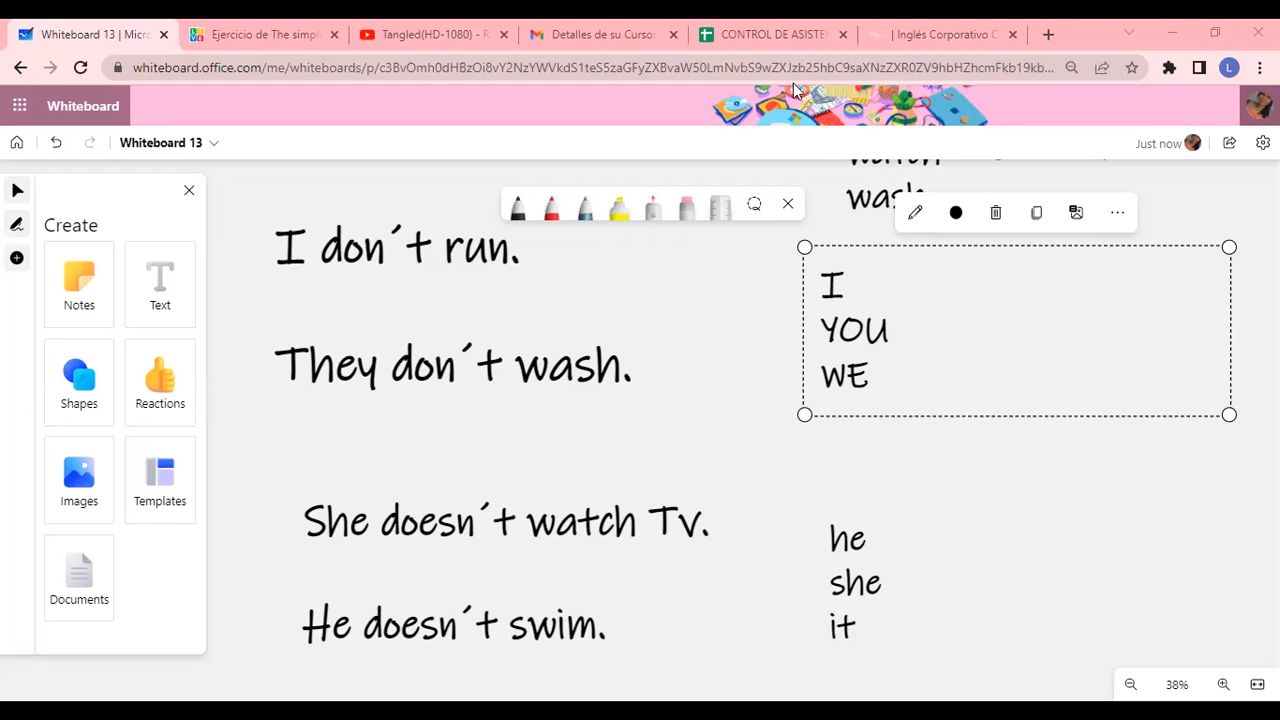 Whiteboard 13 | Micro
Ejercicio de The simpl
Tangled(HD-1080) - R
Detalles de su Curso:
CONTROL DE ASISTE
| Inglés Corporativo C
L
Whiteboard
Whiteboard 13
Just now
wash
Create
Notes
Text
Shapes
Reactions
Images
Templates
Documents
I don´t run.
They don´t wash.
She doesn´t watch Tv.
He doesn´t swim.
I
YOU
WE
he
she
it
38%